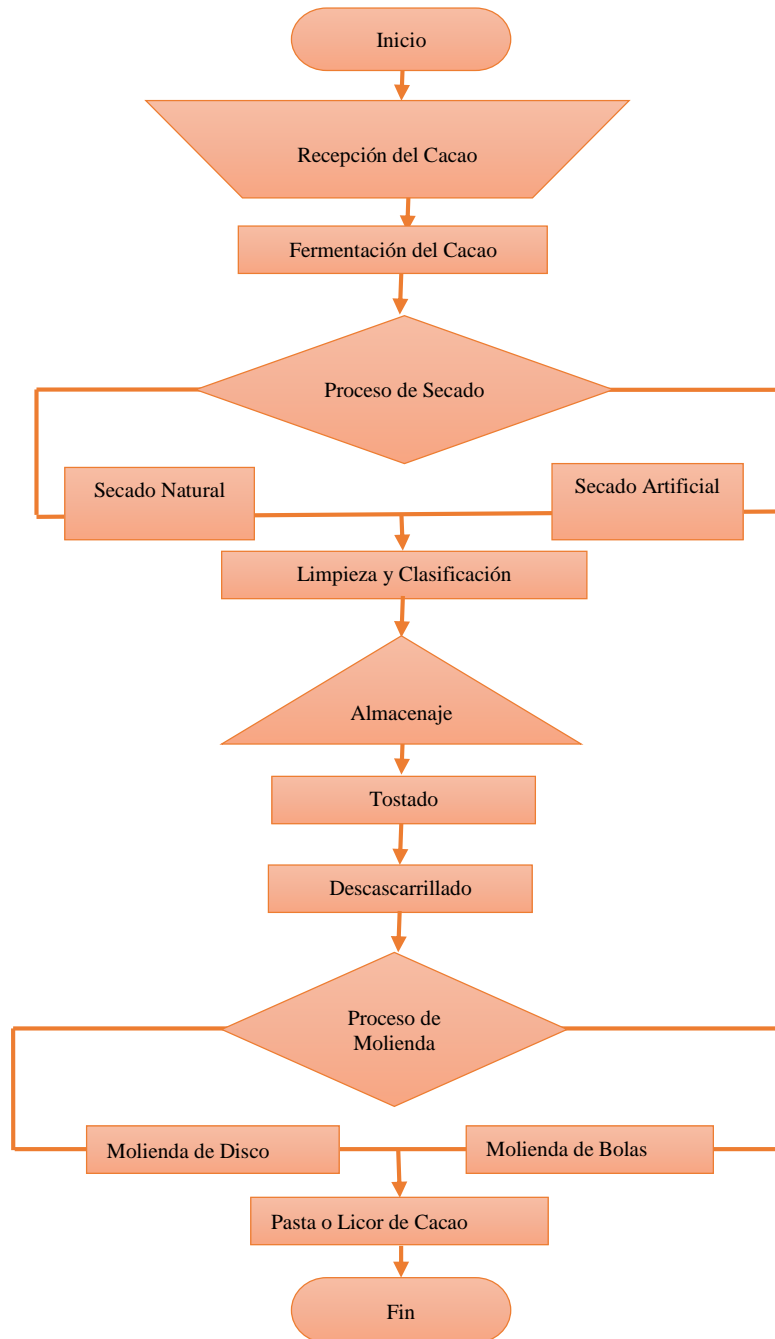 Inicio
Recepción del Cacao
Fermentación del Cacao
Proceso de Secado
Secado Natural
Secado Artificial
Limpieza y Clasificación
Almacenaje
Tostado
Descascarrillado
Proceso de
Molienda
Molienda de Disco
Molienda de Bolas
Pasta o Licor de Cacao
Fin